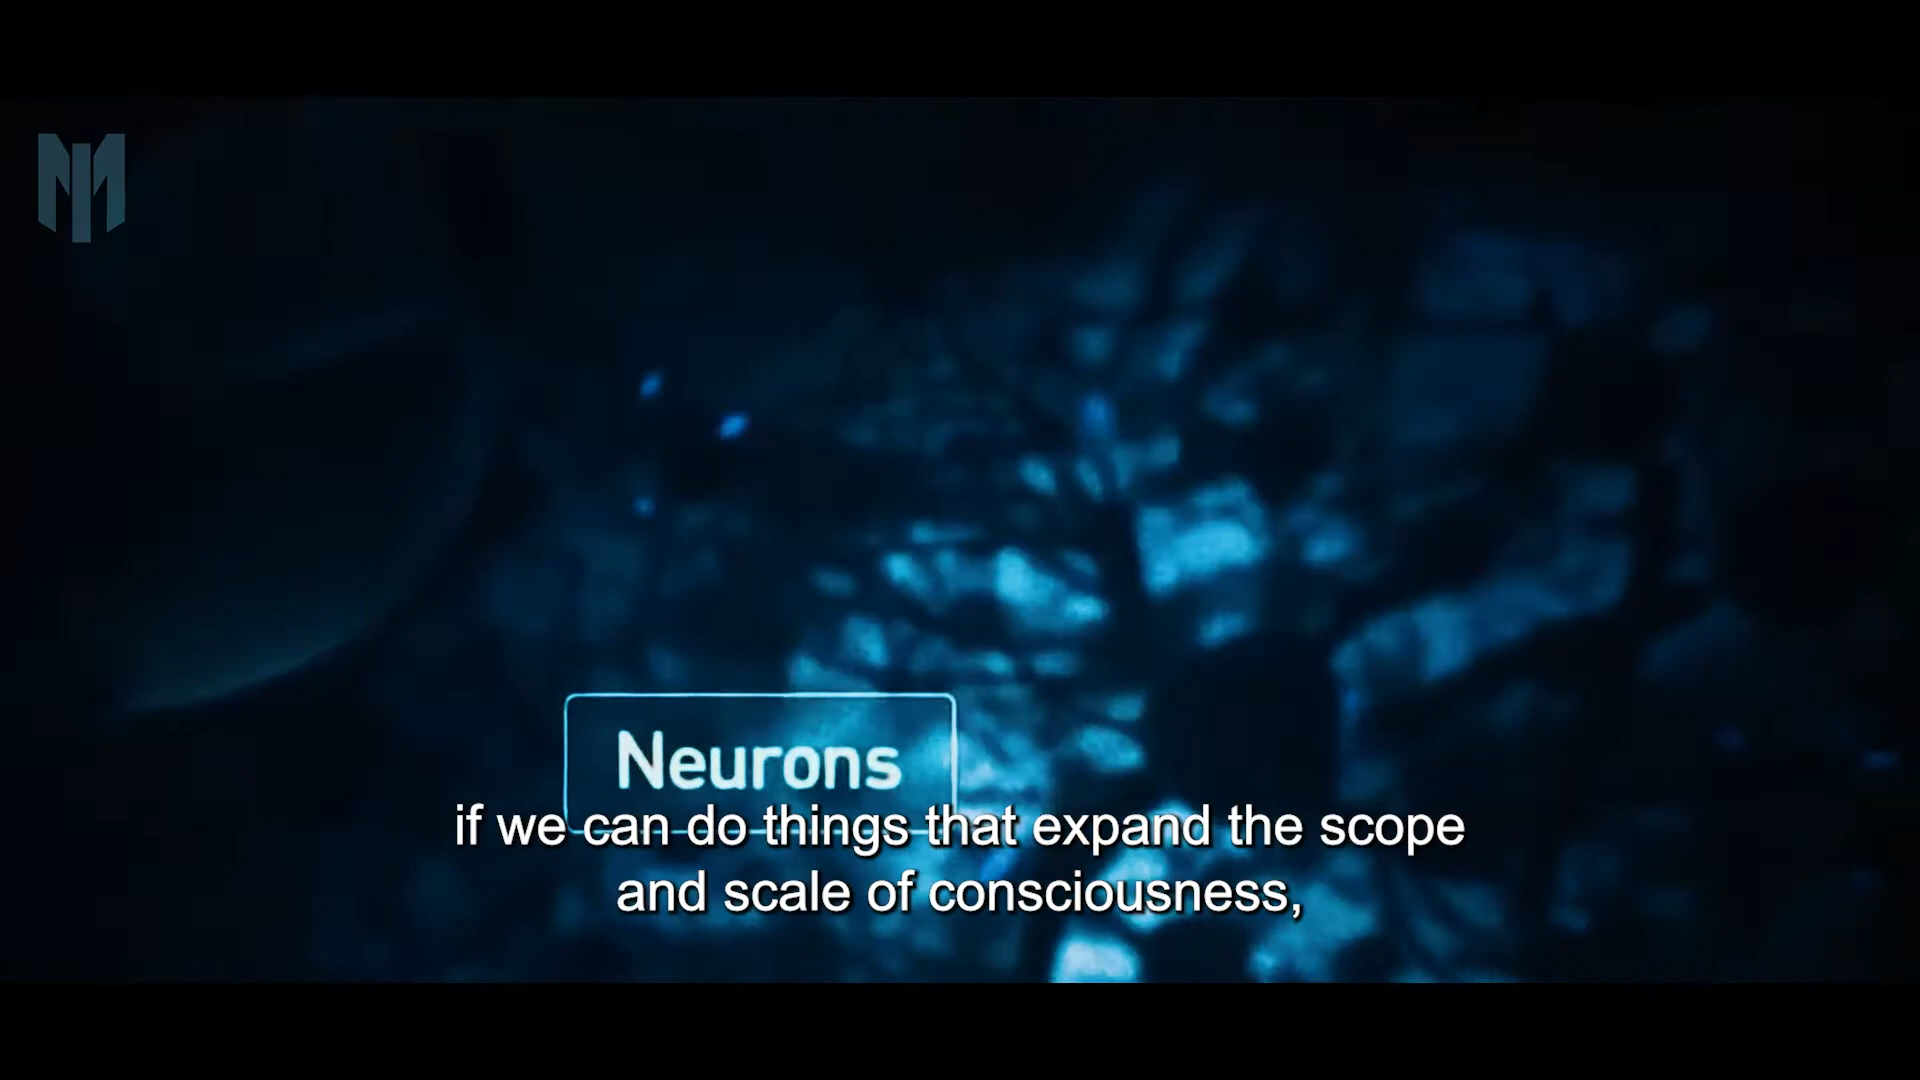 Neurons
if we can do things that expand the scope
and scale of consciousness,